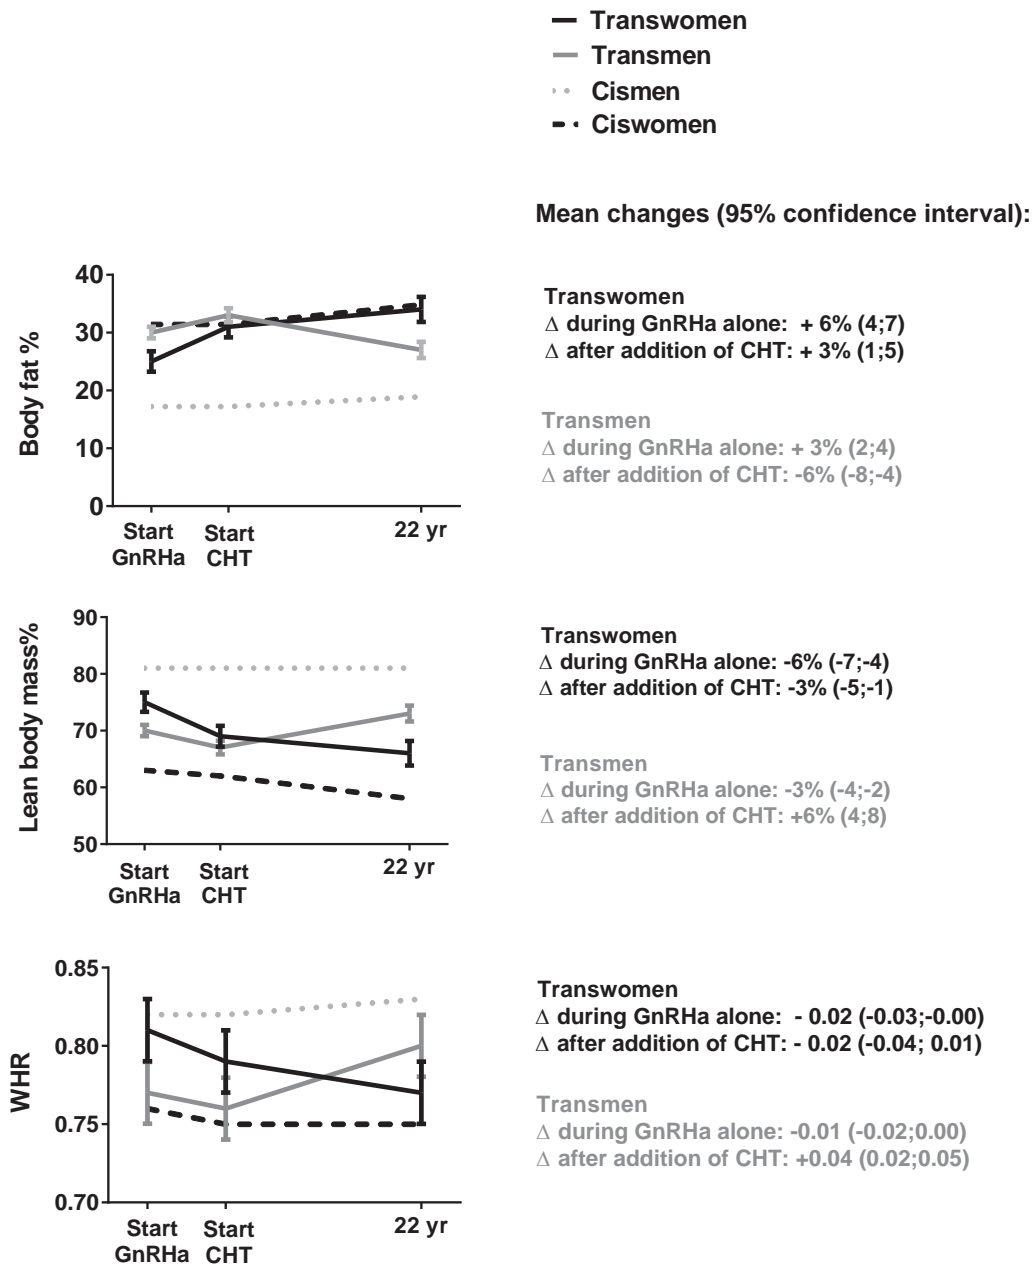 Transwomen
Transmen
Cismen
Ciswomen
Mean changes (95% confidence interval):
Body fat %
40
30
20
10
0
Start
GnRHa
Start
CHT
22 yr
Transwomen
Δ during GnRHa alone: + 6% (4;7)
Δ after addition of CHT: + 3% (1;5)
Transmen
Δ during GnRHa alone: + 3% (2;4)
Δ after addition of CHT: -6% (-8;-4)
Lean body mass%
90
80
70
60
50
Start
GnRHa
Start
CHT
22 yr
Transwomen
Δ during GnRHa alone: -6% (-7;-4)
Δ after addition of CHT: -3% (-5;-1)
Transmen
Δ during GnRHa alone: -3% (-4;-2)
Δ after addition of CHT: +6% (4;8)
WHR
0.85
0.80
0.75
0.70
Start
GnRHa
Start
CHT
22 yr
Transwomen
Δ during GnRHa alone: - 0.02 (-0.03;-0.00)
Δ after addition of CHT: - 0.02 (-0.04; 0.01)
Transmen
Δ during GnRHa alone: -0.01 (-0.02;0.00)
Δ after addition of CHT: +0.04 (0.02;0.05)